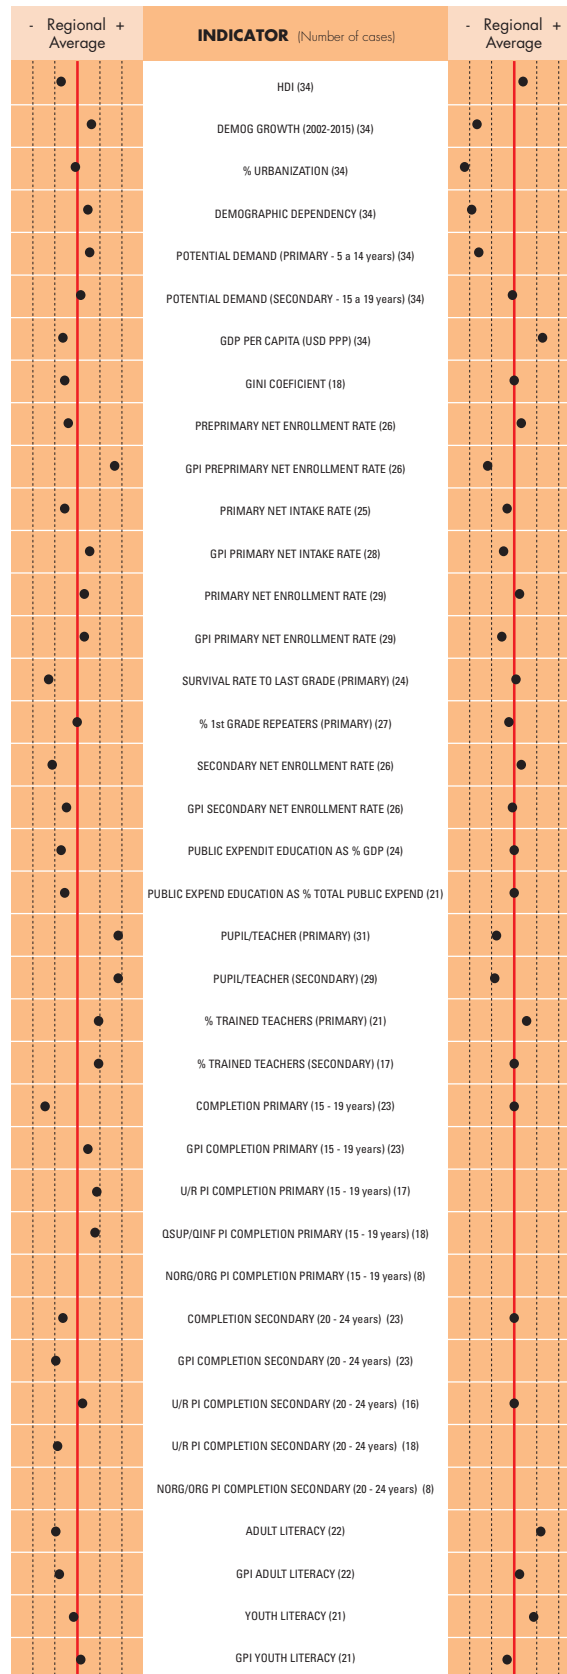 - Regional +
Average
INDICATOR (Number of cases)
- Regional +
Average
HDI (34)
DEMOG GROWTH (2002-2015) (34)
% URBANIZATION (34)
DEMOGRAPHIC DEPENDENCY (34)
POTENTIAL DEMAND (PRIMARY - 5 a 14 years) (34)
POTENTIAL DEMAND (SECONDARY - 15 a 19 years) (34)
GDP PER CAPITA (USD PPP) (34)
GINI COEFICIENT (18)
PREPRIMARY NET ENROLLMENT RATE (26)
GPI PREPRIMARY NET ENROLLMENT RATE (26)
PRIMARY NET INTAKE RATE (25)
GPI PRIMARY NET INTAKE RATE (28)
PRIMARY NET ENROLLMENT RATE (29)
GPI PRIMARY NET ENROLLMENT RATE (29)
SURVIVAL RATE TO LAST GRADE (PRIMARY) (24)
% 1st GRADE REPEATERS (PRIMARY) (27)
SECONDARY NET ENROLLMENT RATE (26)
GPI SECONDARY NET ENROLLMENT RATE (26)
PUBLIC EXPENDIT EDUCATION AS % GDP (24)
PUBLIC EXPEND EDUCATION AS % TOTAL PUBLIC EXPEND (21)
PUPIL/TEACHER (PRIMARY) (31)
PUPIL/TEACHER (SECONDARY) (29)
% TRAINED TEACHERS (PRIMARY) (21)
% TRAINED TEACHERS (SECONDARY) (17)
COMPLETION PRIMARY (15 - 19 years) (23)
GPI COMPLETION PRIMARY (15 - 19 years) (23)
U/R PI COMPLETION PRIMARY (15 - 19 years) (17)
QSUP/QINF PI COMPLETION PRIMARY (15 - 19 years) (18)
NORG/ORG PI COMPLETION PRIMARY (15 - 19 years) (8)
COMPLETION SECONDARY (20 - 24 years) (23)
GPI COMPLETION SECONDARY (20 - 24 years) (23)
U/R PI COMPLETION SECONDARY (20 - 24 years) (16)
U/R PI COMPLETION SECONDARY (20 - 24 years) (18)
NORG/ORG PI COMPLETION SECONDARY (20 - 24 years) (8)
ADULT LITERACY (22)
GPI ADULT LITERACY (22)
YOUTH LITERACY (21)
GPI YOUTH LITERACY (21)